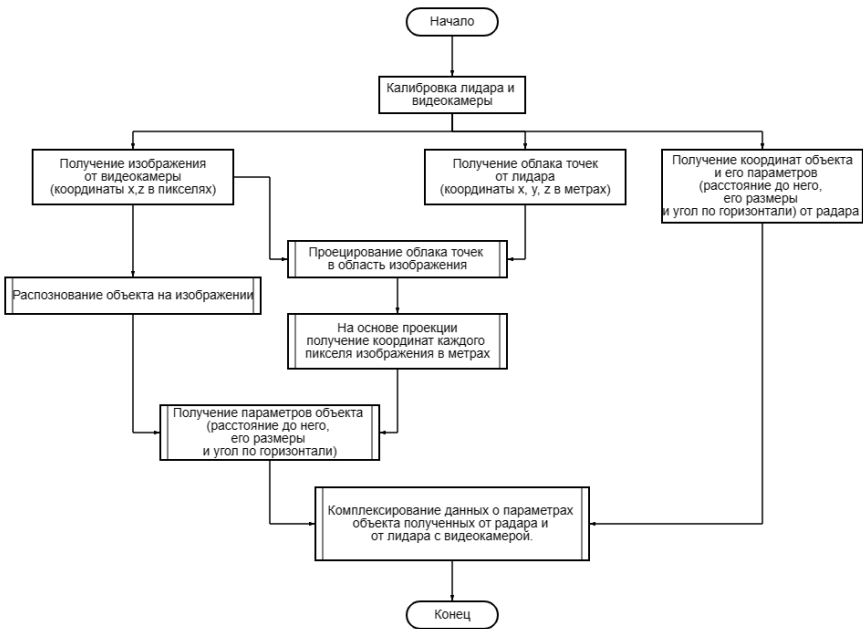 Начало
Калибровка лидара и
видеокамеры
Получение изображения
от видеокамеры
(координаты x,z в пикселях)
Получение облака точек
от лидара
(координаты x, y, z в метрах)
Получение координат объекта
и его параметров
(расстояние до него,
его размеры
и угол по горизонтали) от радара
Проецирование облака точек
в область изображения
Распознование объекта на изображении
На основе проекции
получение координат каждого
пикселя изображения в метрах
Получение параметров объекта
(расстояние до него,
его размеры
и угол по горизонтали)
Комплексирование данных о параметрах
объекта полученных от радара и
от лидара с видеокамерой.
Конец